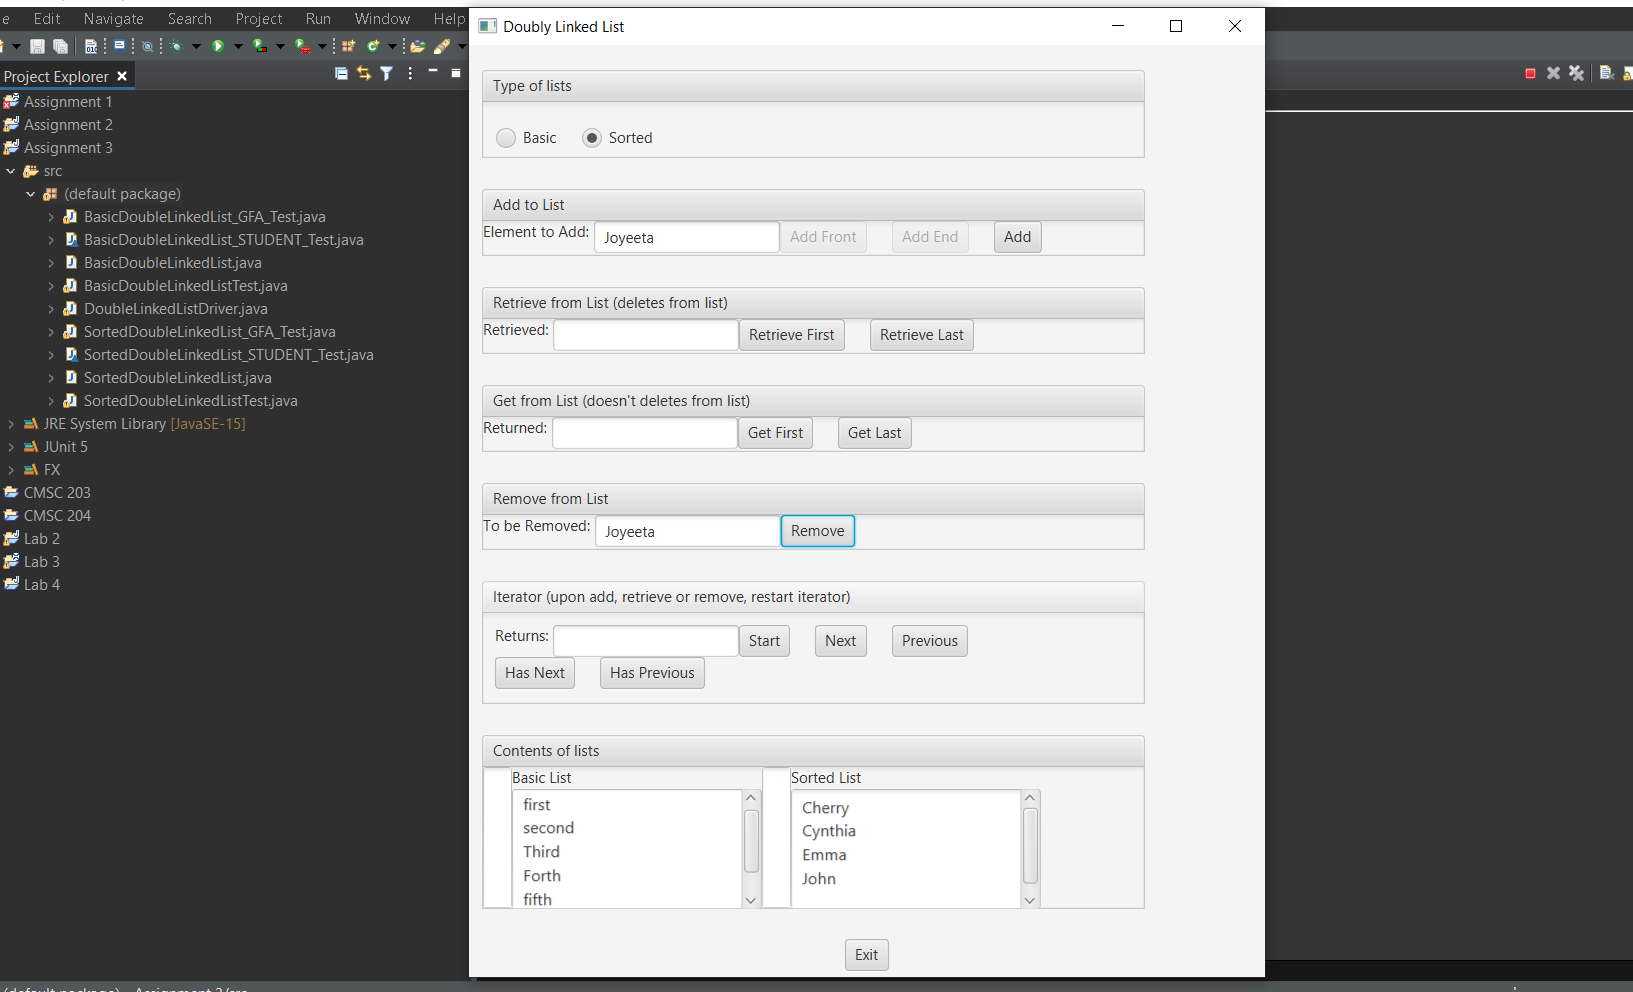 e Edit Navigate Search Project Run Window Help
Doubly Linked List
Project Explorer
Assignment 1
Assignment 2
Assignment 3
src
(default package)
BasicDoubleLinkedList_GFA_Test.java
BasicDoubleLinkedList_STUDENT_Test.java
BasicDoubleLinkedList.java
BasicDoubleLinkedListTest.java
DoubleLinkedListDriver.java
SortedDoubleLinkedList_GFA_Test.java
SortedDoubleLinkedList_STUDENT_Test.java
SortedDoubleLinkedList.java
SortedDoubleLinkedListTest.java
JRE System Library [JavaSE-15]
JUnit 5
FX
CMSC 203
CMSC 204
Lab 2
Lab 3
Lab 4
Type of lists
Basic Sorted
Add to List
Element to Add: Joyeeta Add Front Add End Add
Retrieve from List (deletes from list)
Retrieved: Retrieve First Retrieve Last
Get from List (doesn't deletes from list)
Returned: Get First Get Last
Remove from List
To be Removed: Joyeeta Remove
Iterator (upon add, retrieve or remove, restart iterator)
Returns: Start Next Previous
Has Next Has Previous
Contents of lists
Basic List
first
second
Third
Forth
fifth
Sorted List
Cherry
Cynthia
Emma
John
Exit
(default package) - Assignment 3/src